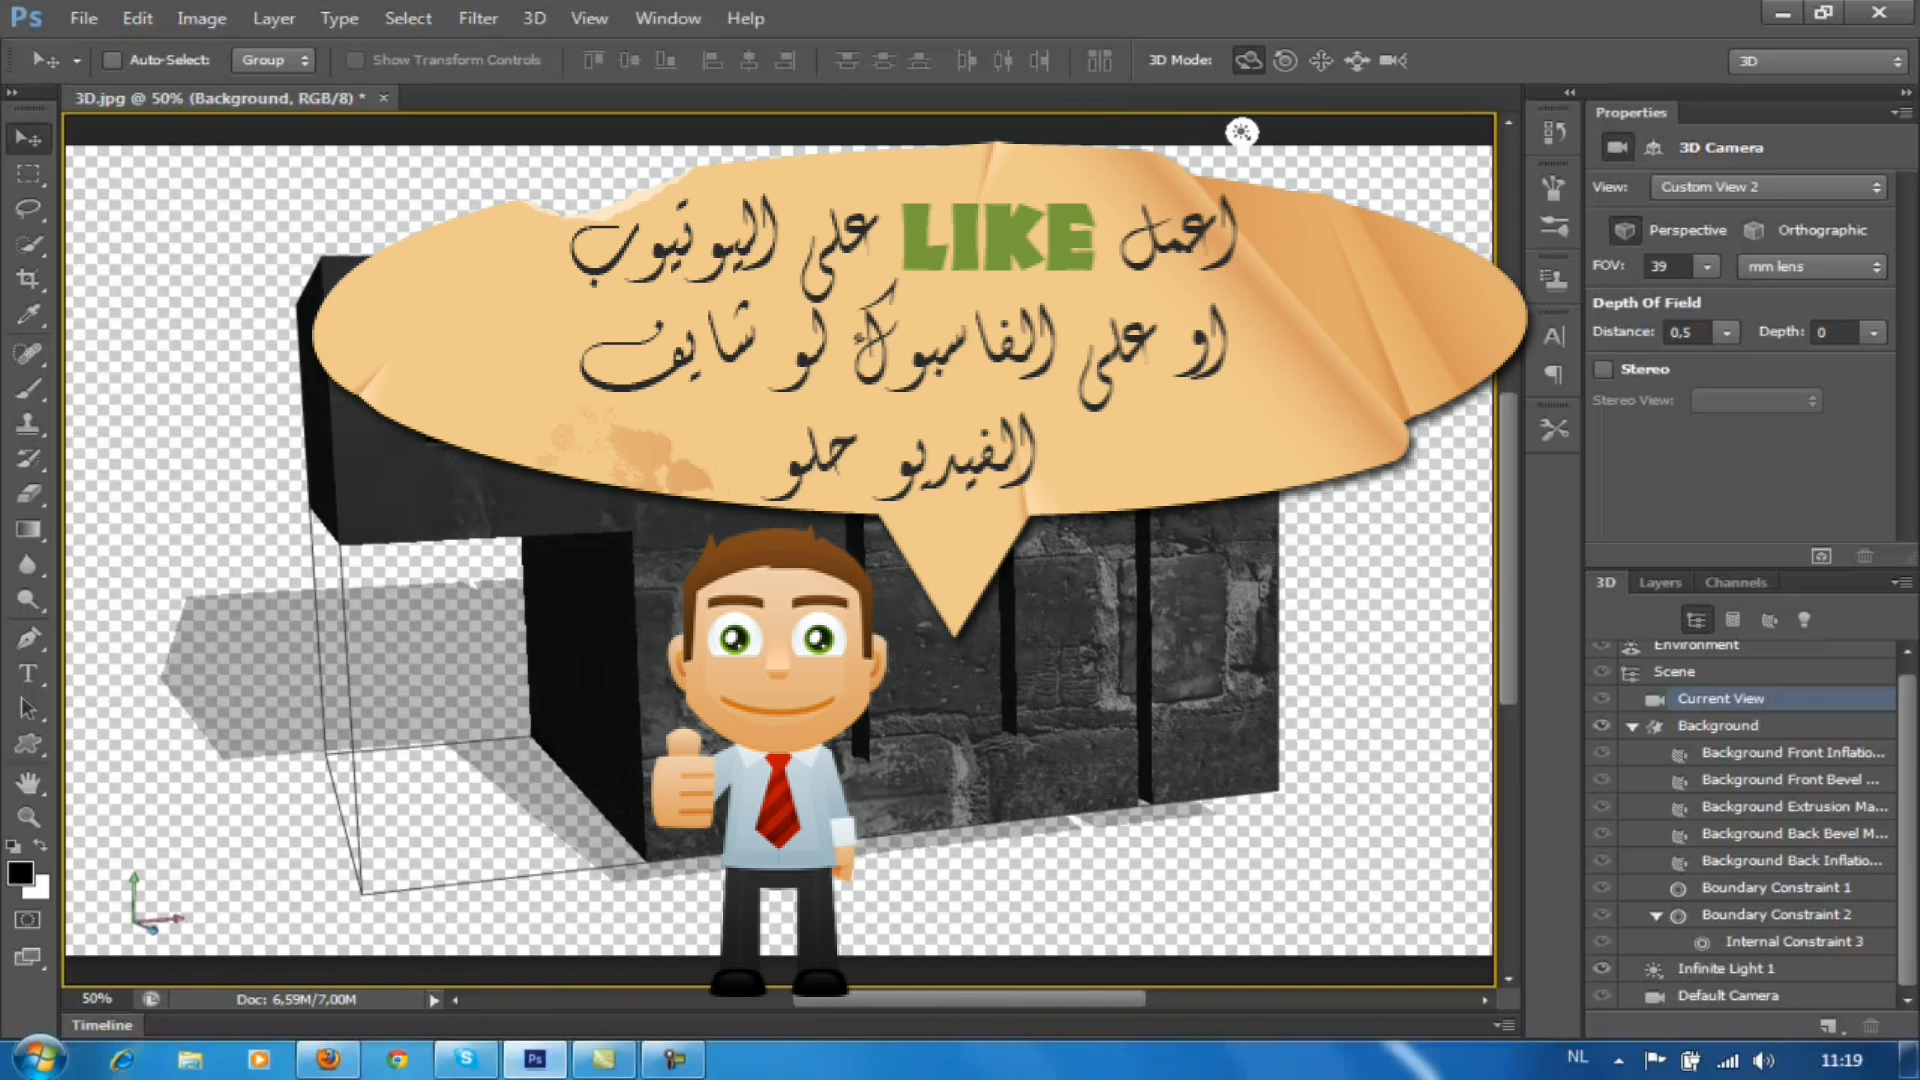 Ps File Edit Image Layer Type Select Filter 3D View Window Help
Auto-Select: Group Show Transform Controls 3D Mode: 3D
3D.jpg @ 50% (Background, RGB/8) * ×
اعمل LIKE على اليوتيوب
او على الفاسبوك لو شايف
الفيديو حلو
Properties
3D Camera
View: Custom View 2
Perspective Orthographic
FOV: 39 mm lens
Depth Of Field
Distance: 0,5 Depth: 0
Stereo
Stereo View:
3D Layers Channels
Environment
Scene
Current View
Background
Background Front Inflatio...
Background Front Bevel ...
Background Extrusion Ma...
Background Back Bevel M...
Background Back Inflatio...
Boundary Constraint 1
Boundary Constraint 2
Internal Constraint 3
Infinite Light 1
Default Camera
50% Doc: 6,59M/7,00M
Timeline
Ps NL 11:19